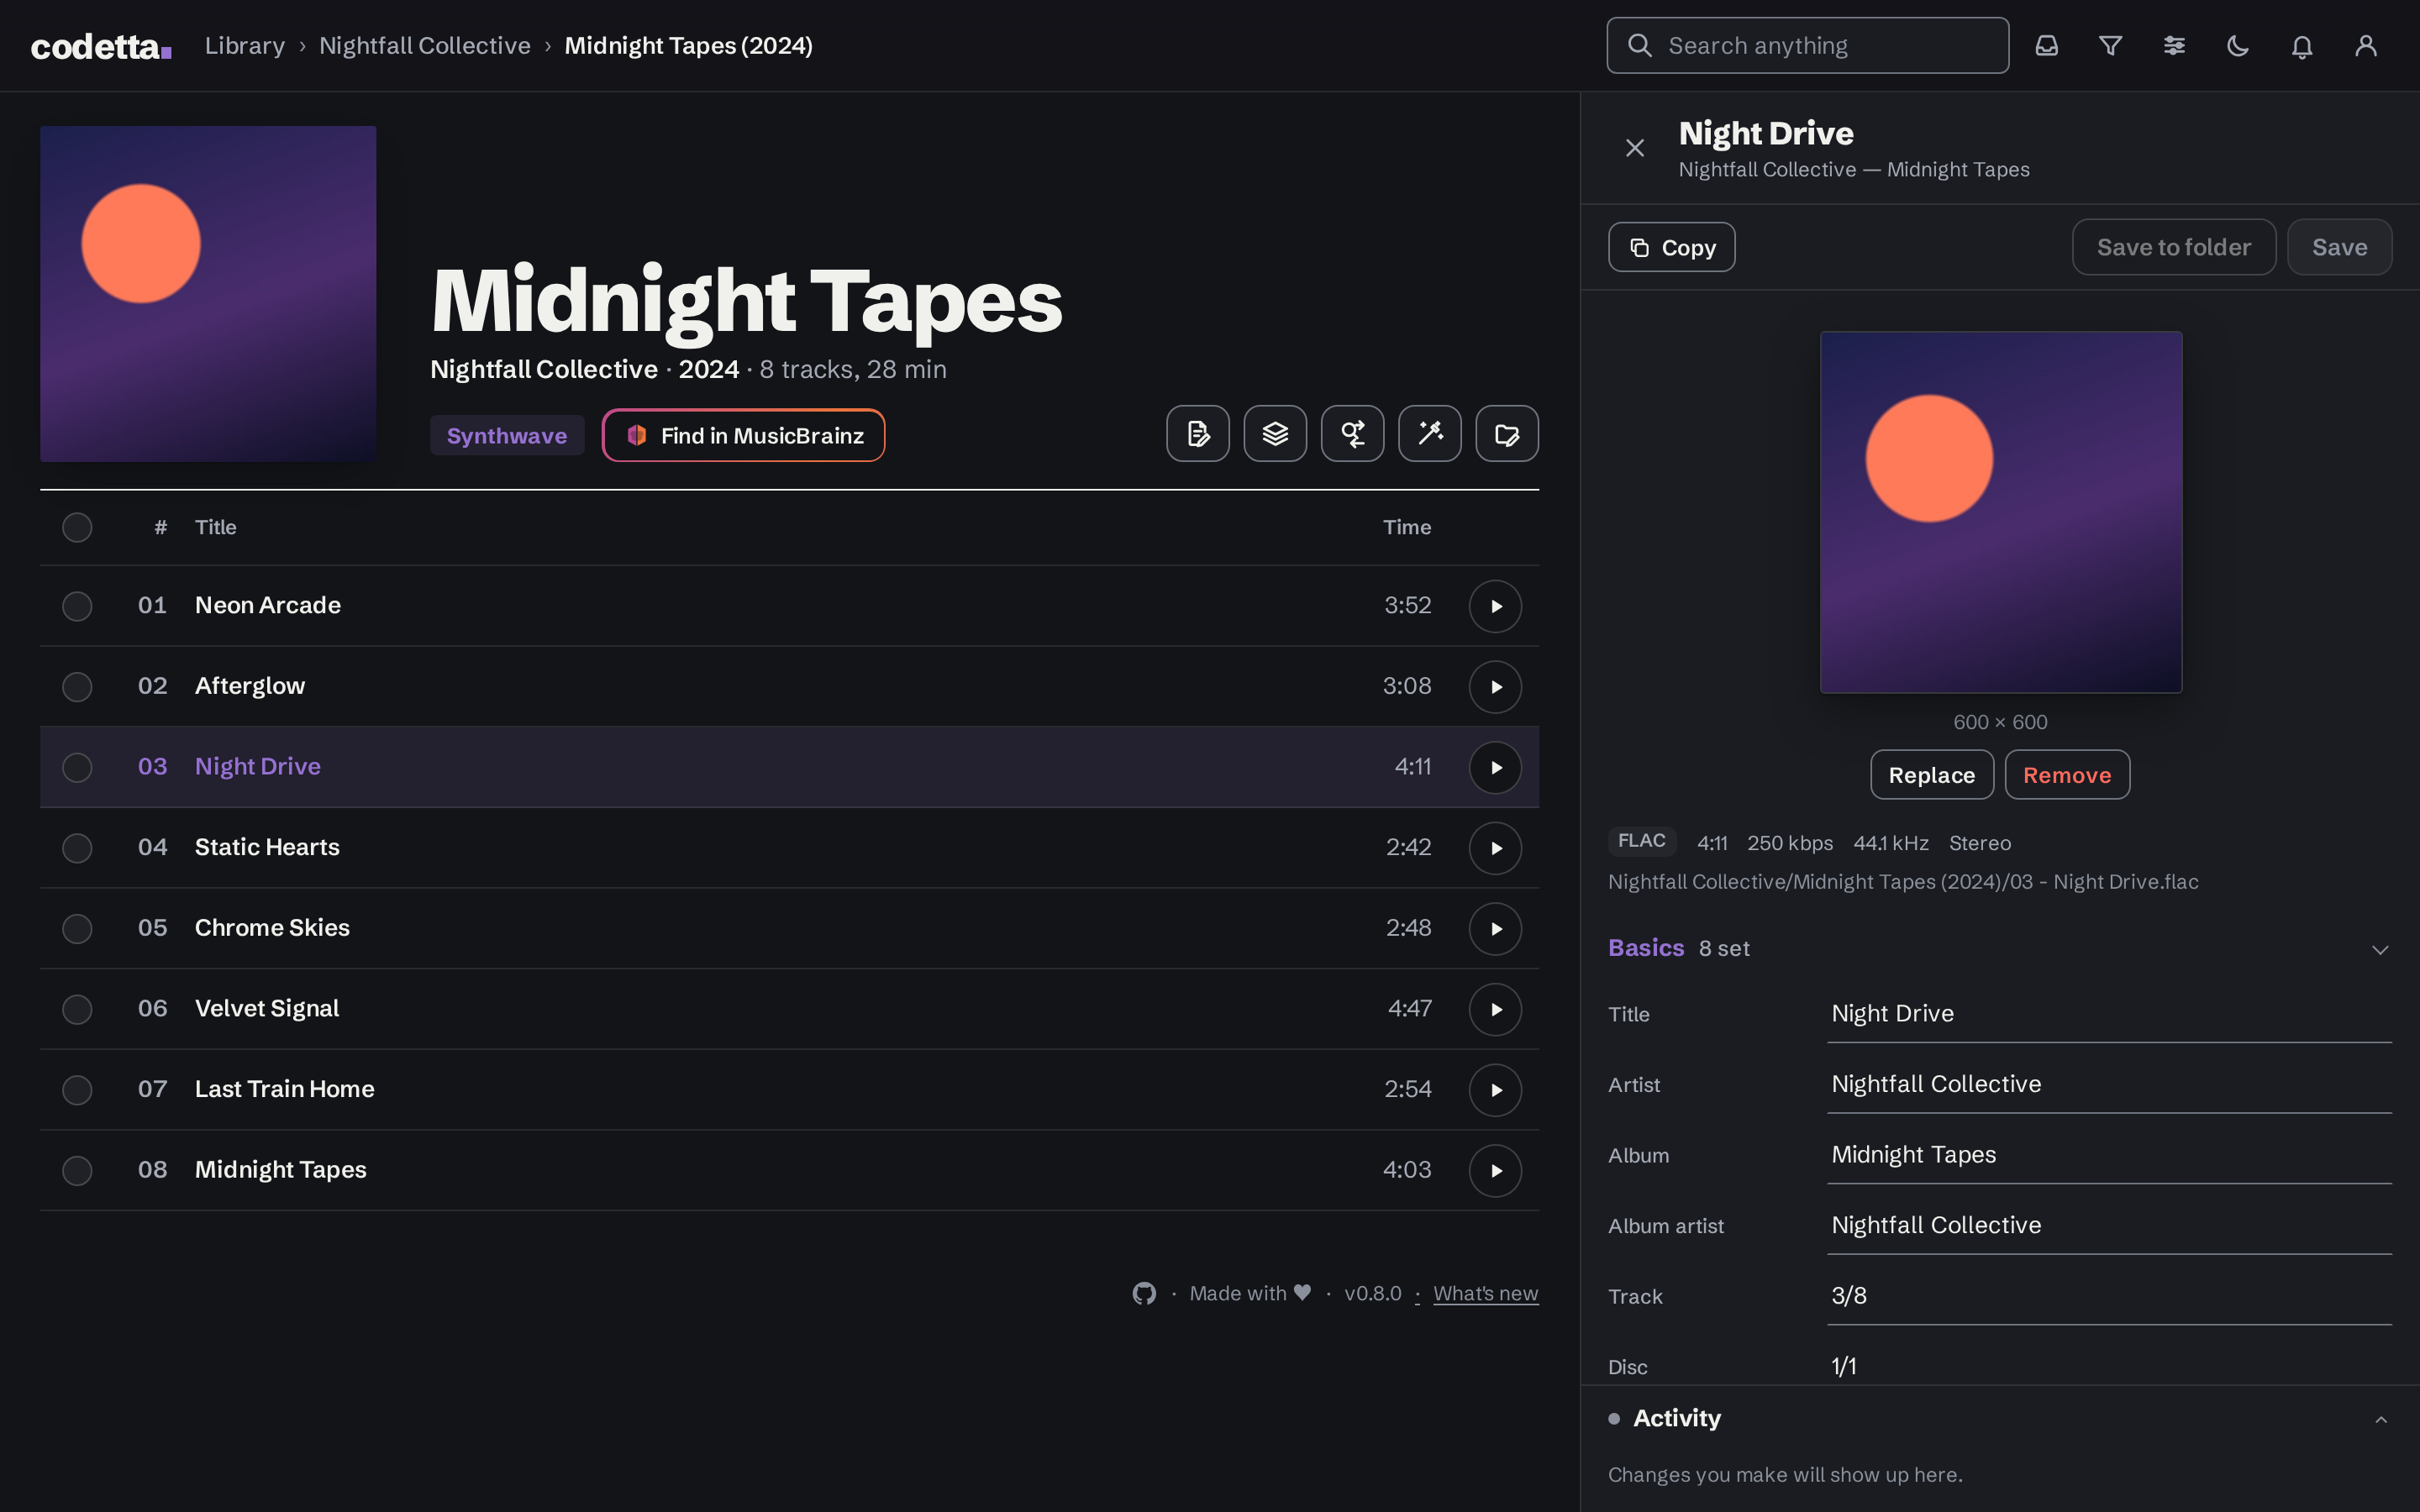 codetta.
Library › Nightfall Collective › Midnight Tapes (2024)
Search anything
Midnight Tapes
Nightfall Collective · 2024 · 8 tracks, 28 min
Synthwave
Find in MusicBrainz
# Title Time
01 Neon Arcade 3:52
02 Afterglow 3:08
03 Night Drive 4:11
04 Static Hearts 2:42
05 Chrome Skies 2:48
06 Velvet Signal 4:47
07 Last Train Home 2:54
08 Midnight Tapes 4:03
· Made with ♥ · v0.8.0 · What's new
Night Drive
Nightfall Collective — Midnight Tapes
Copy
Save to folder
Save
600 × 600
Replace
Remove
FLAC 4:11 250 kbps 44.1 kHz Stereo
Nightfall Collective/Midnight Tapes (2024)/03 - Night Drive.flac
Basics 8 set
Title Night Drive
Artist Nightfall Collective
Album Midnight Tapes
Album artist Nightfall Collective
Track 3/8
Disc 1/1
Activity
Changes you make will show up here.